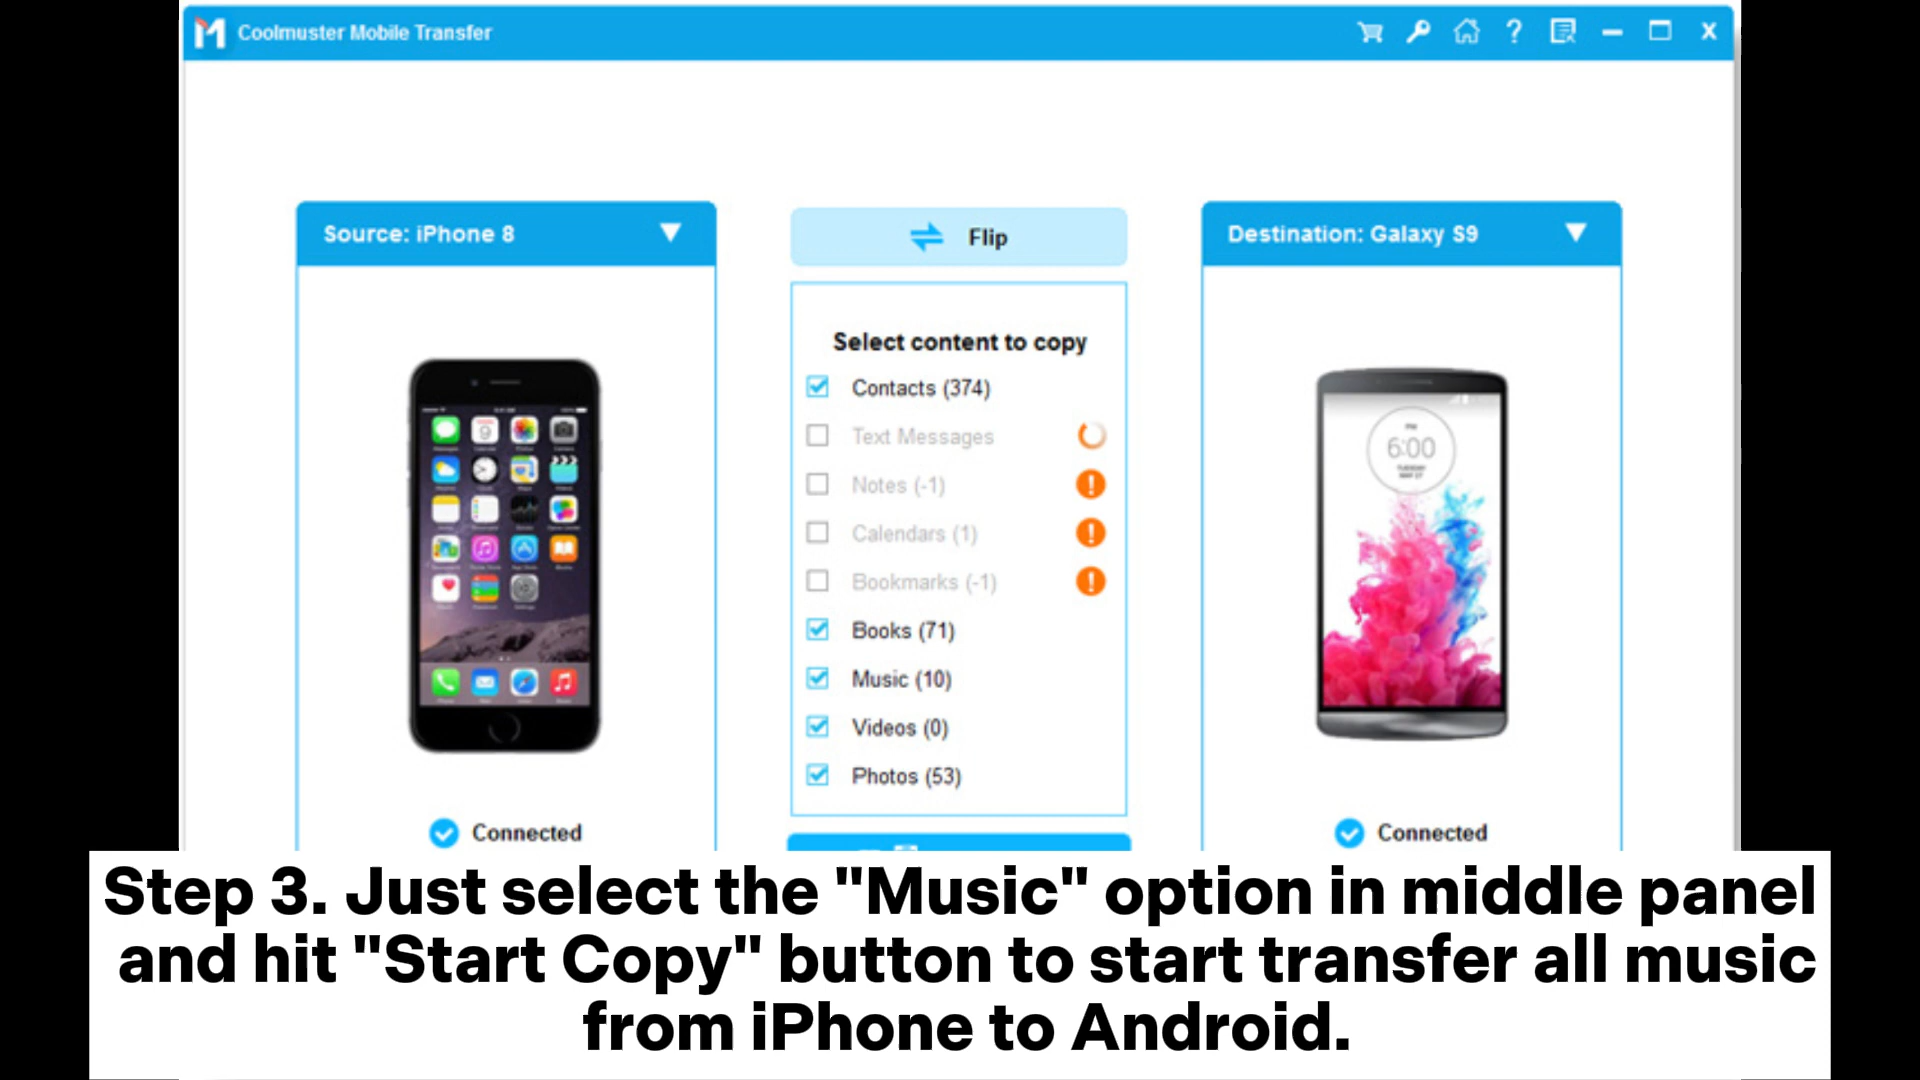 Coolmuster Mobile Transfer
Source: iPhone 8
Flip
Destination: Galaxy S9
Select content to copy
Contacts (374)
Text Messages
Notes (-1)
Calendars (1)
Bookmarks (-1)
Books (71)
Music (10)
Videos (0)
Photos (53)
PM
6:00
Connected
Connected
Step 3. Just select the "Music" option in middle panel
and hit "Start Copy" button to start transfer all music
from iPhone to Android.